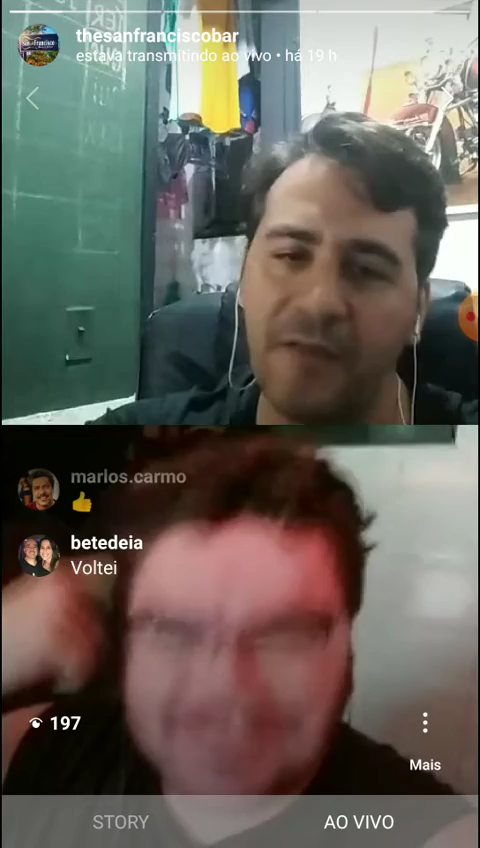 thesanfranciscobar
estava transmitindo ao vivo • há 19 h
marlos.carmo
betedeia
Voltei
197
Mais
STORY
AO VIVO